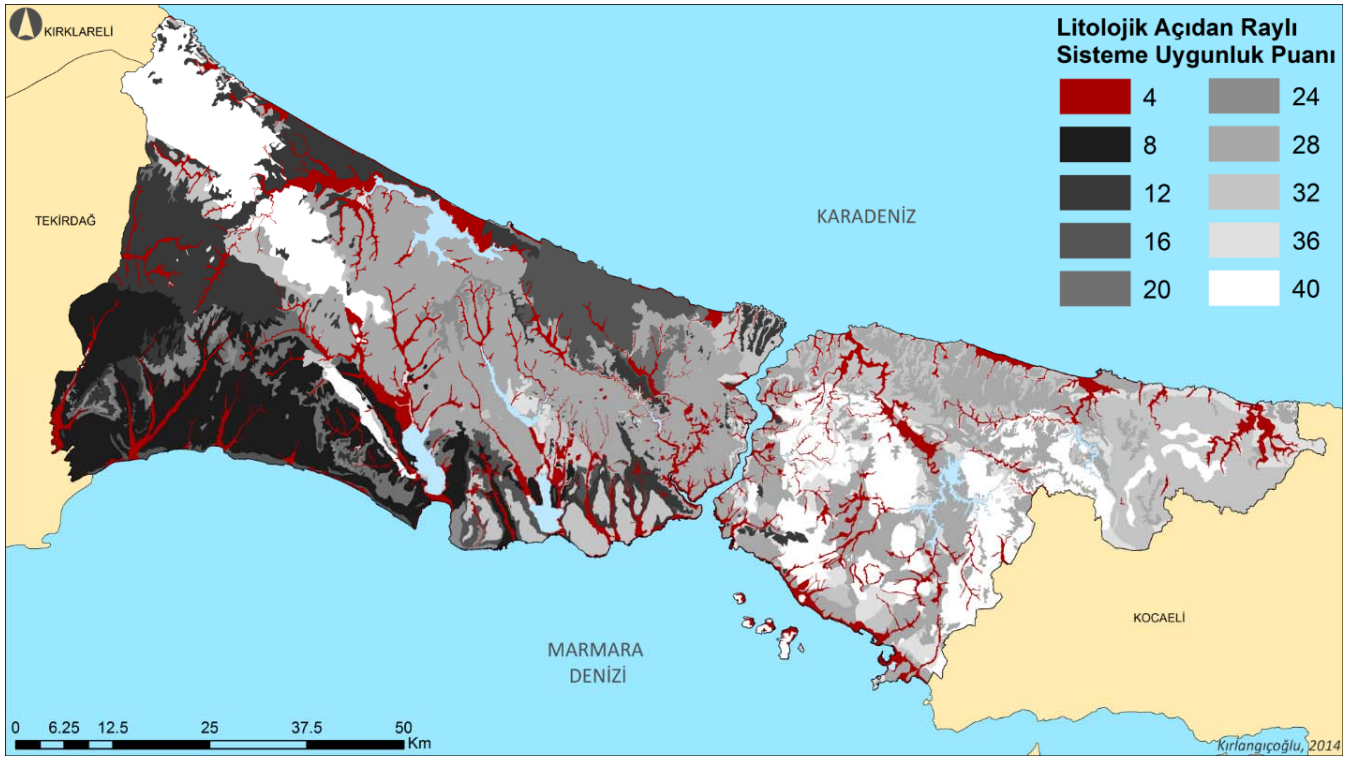 KIRKLARELİ
Litolojik Açıdan Raylı
Sisteme Uygunluk Puanı
4
24
8
28
12
32
16
36
20
40
TEKİRDAĞ
KARADENİZ
KOCAELİ
MARMARA
DENİZİ
0 6.25 12.5 25 37.5 50
Km
Kırlangıçoğlu, 2014